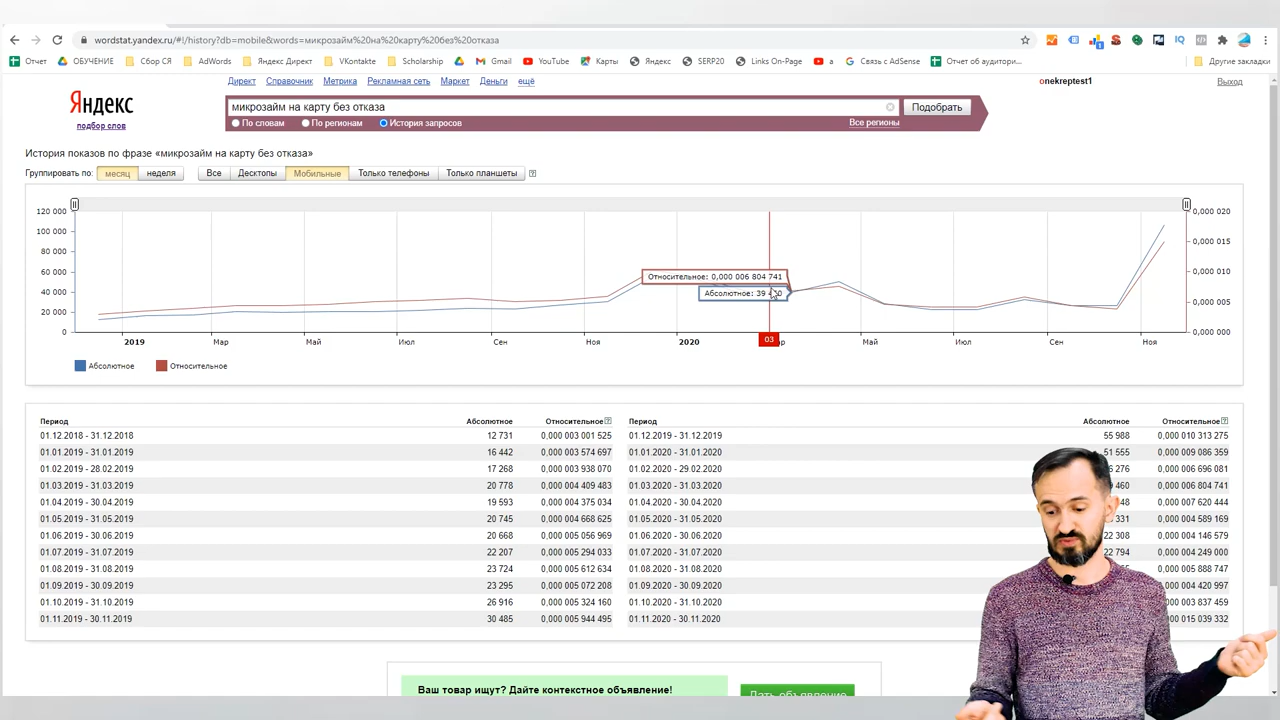 wordstat.yandex.ru/#!/history?db=mobile&words=микрозайм%20на%20карту%20без%20отказа
Отчет ОБУЧЕНИЕ Сбор СЯ AdWords Яндекс Директ VKontakte Scholarship Gmail YouTube Карты Яндекс SERP20 Links On-Page a Связь с AdSense Отчет об аудитори... Другие закладки
Директ Справочник Метрика Рекламная сеть Маркет Деньги ещё onekreptest1 Выход
Яндекс
подбор слов
микрозайм на карту без отказа Подобрать
По словам По регионам История запросов Все регионы
История показов по фразе «микрозайм на карту без отказа»
Группировать по: месяц неделя Все Десктопы Мобильные Только телефоны Только планшеты
120 000 0,000 020
100 000
80 000 0,000 015
60 000 0,000 010
40 000
20 000 0,000 005
0 0,000 000
Относительное: 0,000 006 804 741
Абсолютное: 39
2019 Мар Май Июл Сен Ноя 2020 03 Май Июл Сен Ноя
Абсолютное Относительное
Период Абсолютное Относительное Период Абсолютное Относительное
01.12.2018 - 31.12.2018 12 731 0,000 003 001 525 01.12.2019 - 31.12.2019 55 988 0,000 010 313 275
01.01.2019 - 31.01.2019 16 442 0,000 003 574 697 01.01.2020 - 31.01.2020 51 555 0,000 009 086 359
01.02.2019 - 28.02.2019 17 268 0,000 003 938 070 01.02.2020 - 29.02.2020 276 0,000 006 696 081
01.03.2019 - 31.03.2019 20 778 0,000 004 409 483 01.03.2020 - 31.03.2020 460 0,000 006 804 741
01.04.2019 - 30.04.2019 19 593 0,000 004 375 034 01.04.2020 - 30.04.2020 48 0,000 007 620 444
01.05.2019 - 31.05.2019 20 745 0,000 004 668 625 01.05.2020 - 31.05.2020 331 0,000 004 589 169
01.06.2019 - 30.06.2019 20 668 0,000 005 056 969 01.06.2020 - 30.06.2020 22 308 0,000 004 146 579
01.07.2019 - 31.07.2019 22 207 0,000 005 294 033 01.07.2020 - 31.07.2020 22 794 0,000 004 249 000
01.08.2019 - 31.08.2019 23 724 0,000 005 612 634 01.08.2020 - 31.08.2020 0,000 005 888 747
01.09.2019 - 30.09.2019 23 295 0,000 005 072 208 01.09.2020 - 30.09.2020 0,000 004 420 997
01.10.2019 - 31.10.2019 26 916 0,000 005 324 160 01.10.2020 - 31.10.2020 0,000 003 837 459
01.11.2019 - 30.11.2019 30 485 0,000 005 944 495 01.11.2020 - 30.11.2020 0,000 015 039 332
Ваш товар ищут? Дайте контекстное объявление! Дать объявление